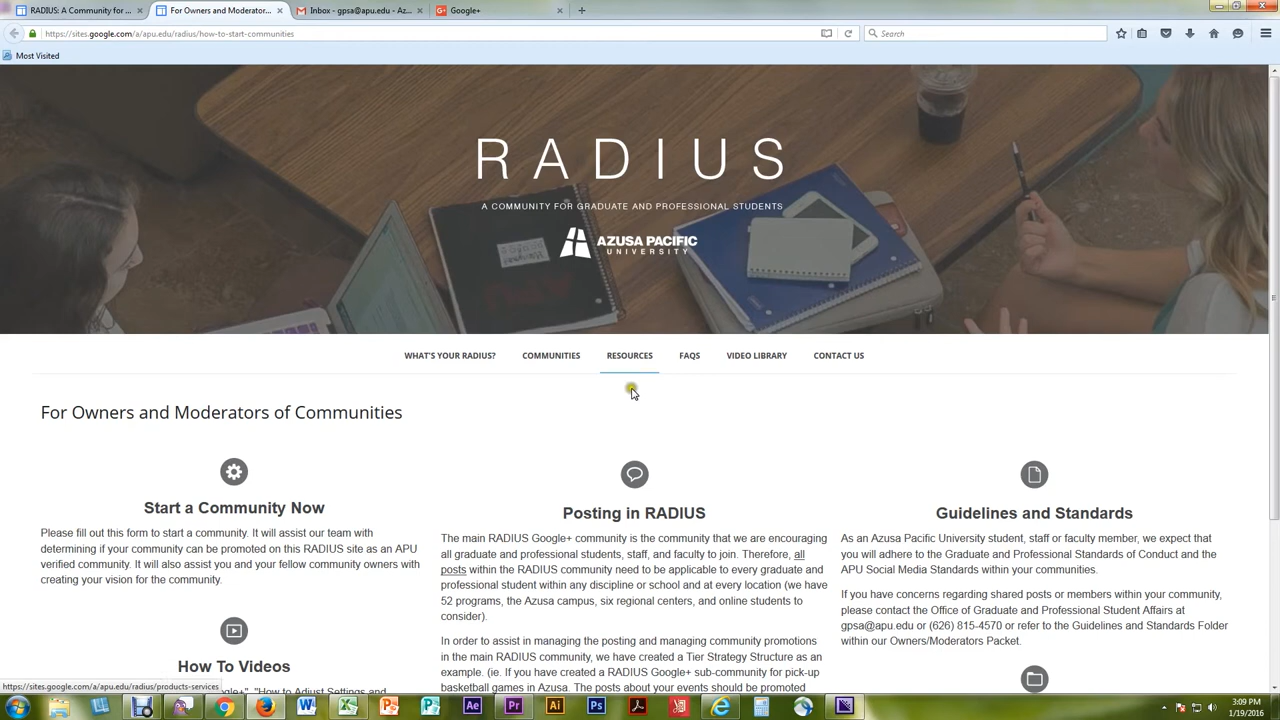 RADIUS: A Community for ...
For Owners and Moderator...
Inbox - gpsa@apu.edu - Az...
Google+
https://sites.google.com/a/apu.edu/radius/how-to-start-communities
Search
Most Visited
RADIUS
A COMMUNITY FOR GRADUATE AND PROFESSIONAL STUDENTS
AZUSA PACIFIC
UNIVERSITY
WHAT'S YOUR RADIUS? COMMUNITIES RESOURCES FAQS VIDEO LIBRARY CONTACT US
For Owners and Moderators of Communities
Start a Community Now
Please fill out this form to start a community. It will assist our team with
determining if your community can be promoted on this RADIUS site as an APU
verified community. It will also assist you and your fellow community owners with
creating your vision for the community.
How To Videos
Google+", "How to Adjust Settings and
Posting in RADIUS
The main RADIUS Google+ community is the community that we are encouraging
all graduate and professional students, staff, and faculty to join. Therefore, all
posts within the RADIUS community need to be applicable to every graduate and
professional student within any discipline or school and at every location (we have
52 programs, the Azusa campus, six regional centers, and online students to
consider).
In order to assist in managing the posting and managing community promotions
in the main RADIUS community, we have created a Tier Strategy Structure as an
example. (ie. If you have created a RADIUS Google+ sub-community for pick-up
basketball games in Azusa. The posts about your events should be promoted
Guidelines and Standards
As an Azusa Pacific University student, staff or faculty member, we expect that
you will adhere to the Graduate and Professional Standards of Conduct and the
APU Social Media Standards within your communities.
If you have concerns regarding shared posts or members within your community,
please contact the Office of Graduate and Professional Student Affairs at
gpsa@apu.edu or (626) 815-4570 or refer to the Guidelines and Standards Folder
within our Owners/Moderators Packet.
https://sites.google.com/a/apu.edu/radius/products-services
3:09 PM
1/19/2016